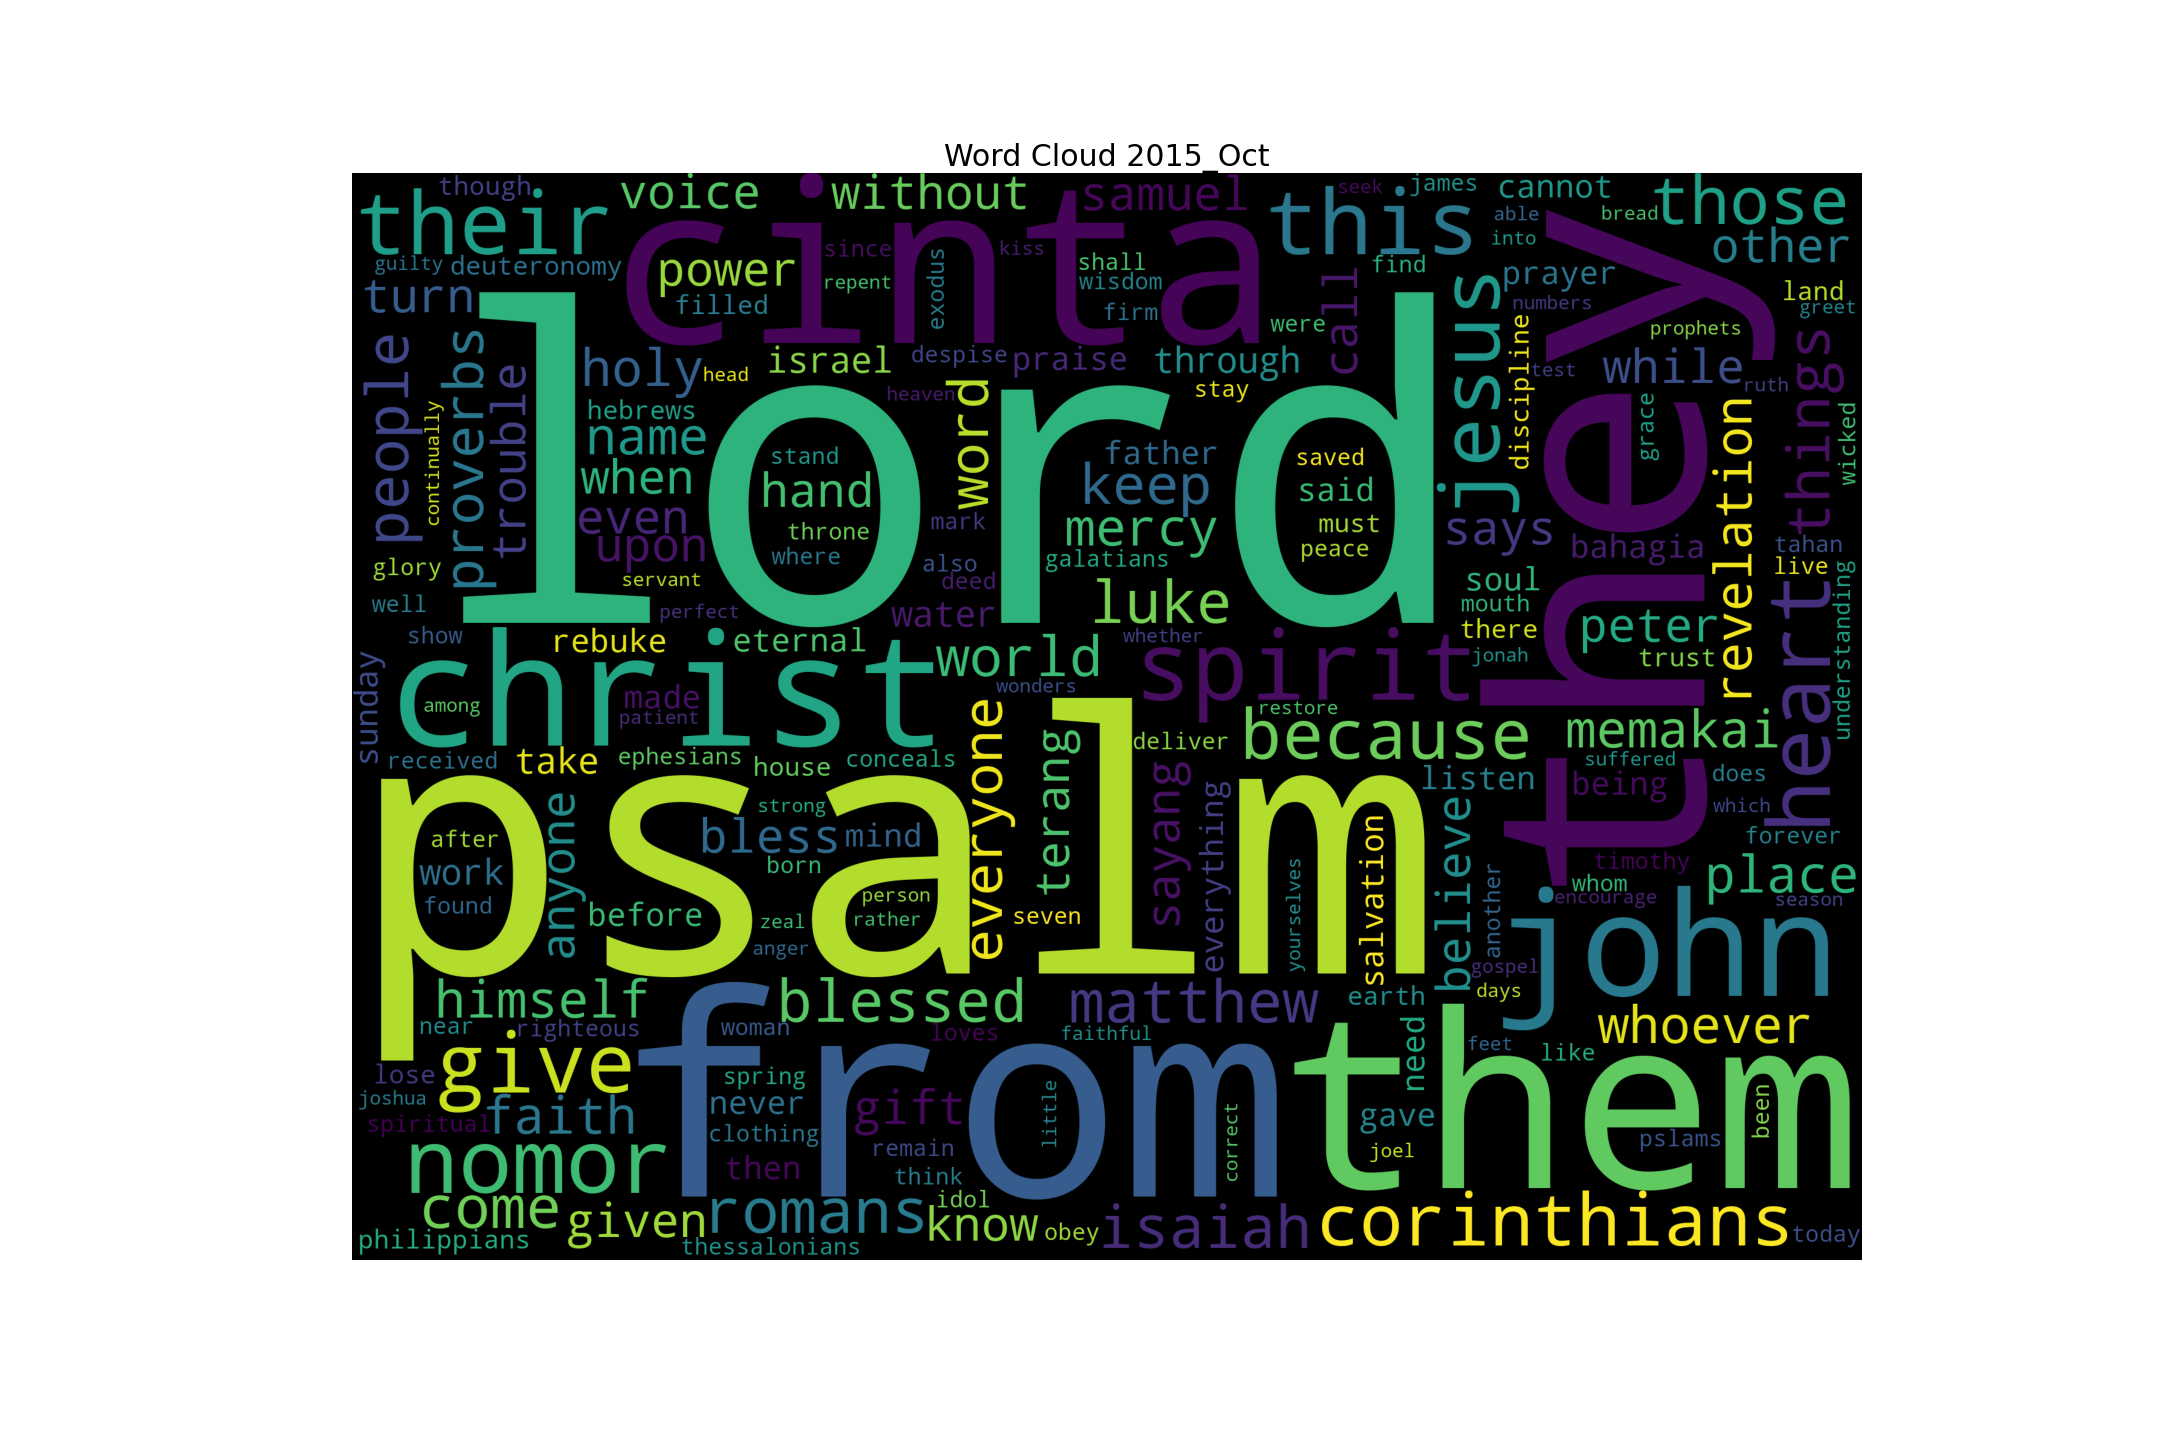 Word Cloud 2015_Oct
though
their
voice
cinta
without
samuel
this
seek
james
cannot
able
into
bread
those
other
guilty
deuteronomy
power
since
repent
exodus
kiss
shall
wisdom
find
call
prayer
numbers
they
land
greet
turn
filled
firm
were
prophets
people
continually
proverbs
trouble
lord
holy
head
israel
despise
praise
through
stay
heaven
word
jesus
discipline
test
while
ruth
things
wicked
hebrews
name
when
even
upon
stand
hand
throne
where
father
keep
mercy
mark
also
galatians
deed
saved
said
must
peace
says
bahagia
grace
revelation
tahan
live
glory
well
servant
perfect
water
luke
soul
mouth
there
peter
trust
heart
understanding
show
rebuke
eternal
world
whether
spirit
jonah
sunday
christ
among
made
patient
wonders
restore
because
memakai
received
take
ephesians
house
conceals
everyone
terang
deliver
sayang
everything
listen
suffered
being
does
which
psalm
after
work
found
anyone
strong
bless
mind
born
person
rather
before
zeal
anger
seven
yourselves
salvation
believe
another
timothy
whom
encourage
forever
place
season
john
gospel
days
himself
blessed
matthew
earth
near
righteous
woman
loves
faithful
need
feet
like
whoever
give
from
them
lose
joshua
spiritual
faith
spring
never
clothing
gift
little
remain
think
correct
gave
joel
pslams
been
nomor
then
come
given
romans
idol
know
obey
isaiah
corinthians
today
philippians
thessalonians